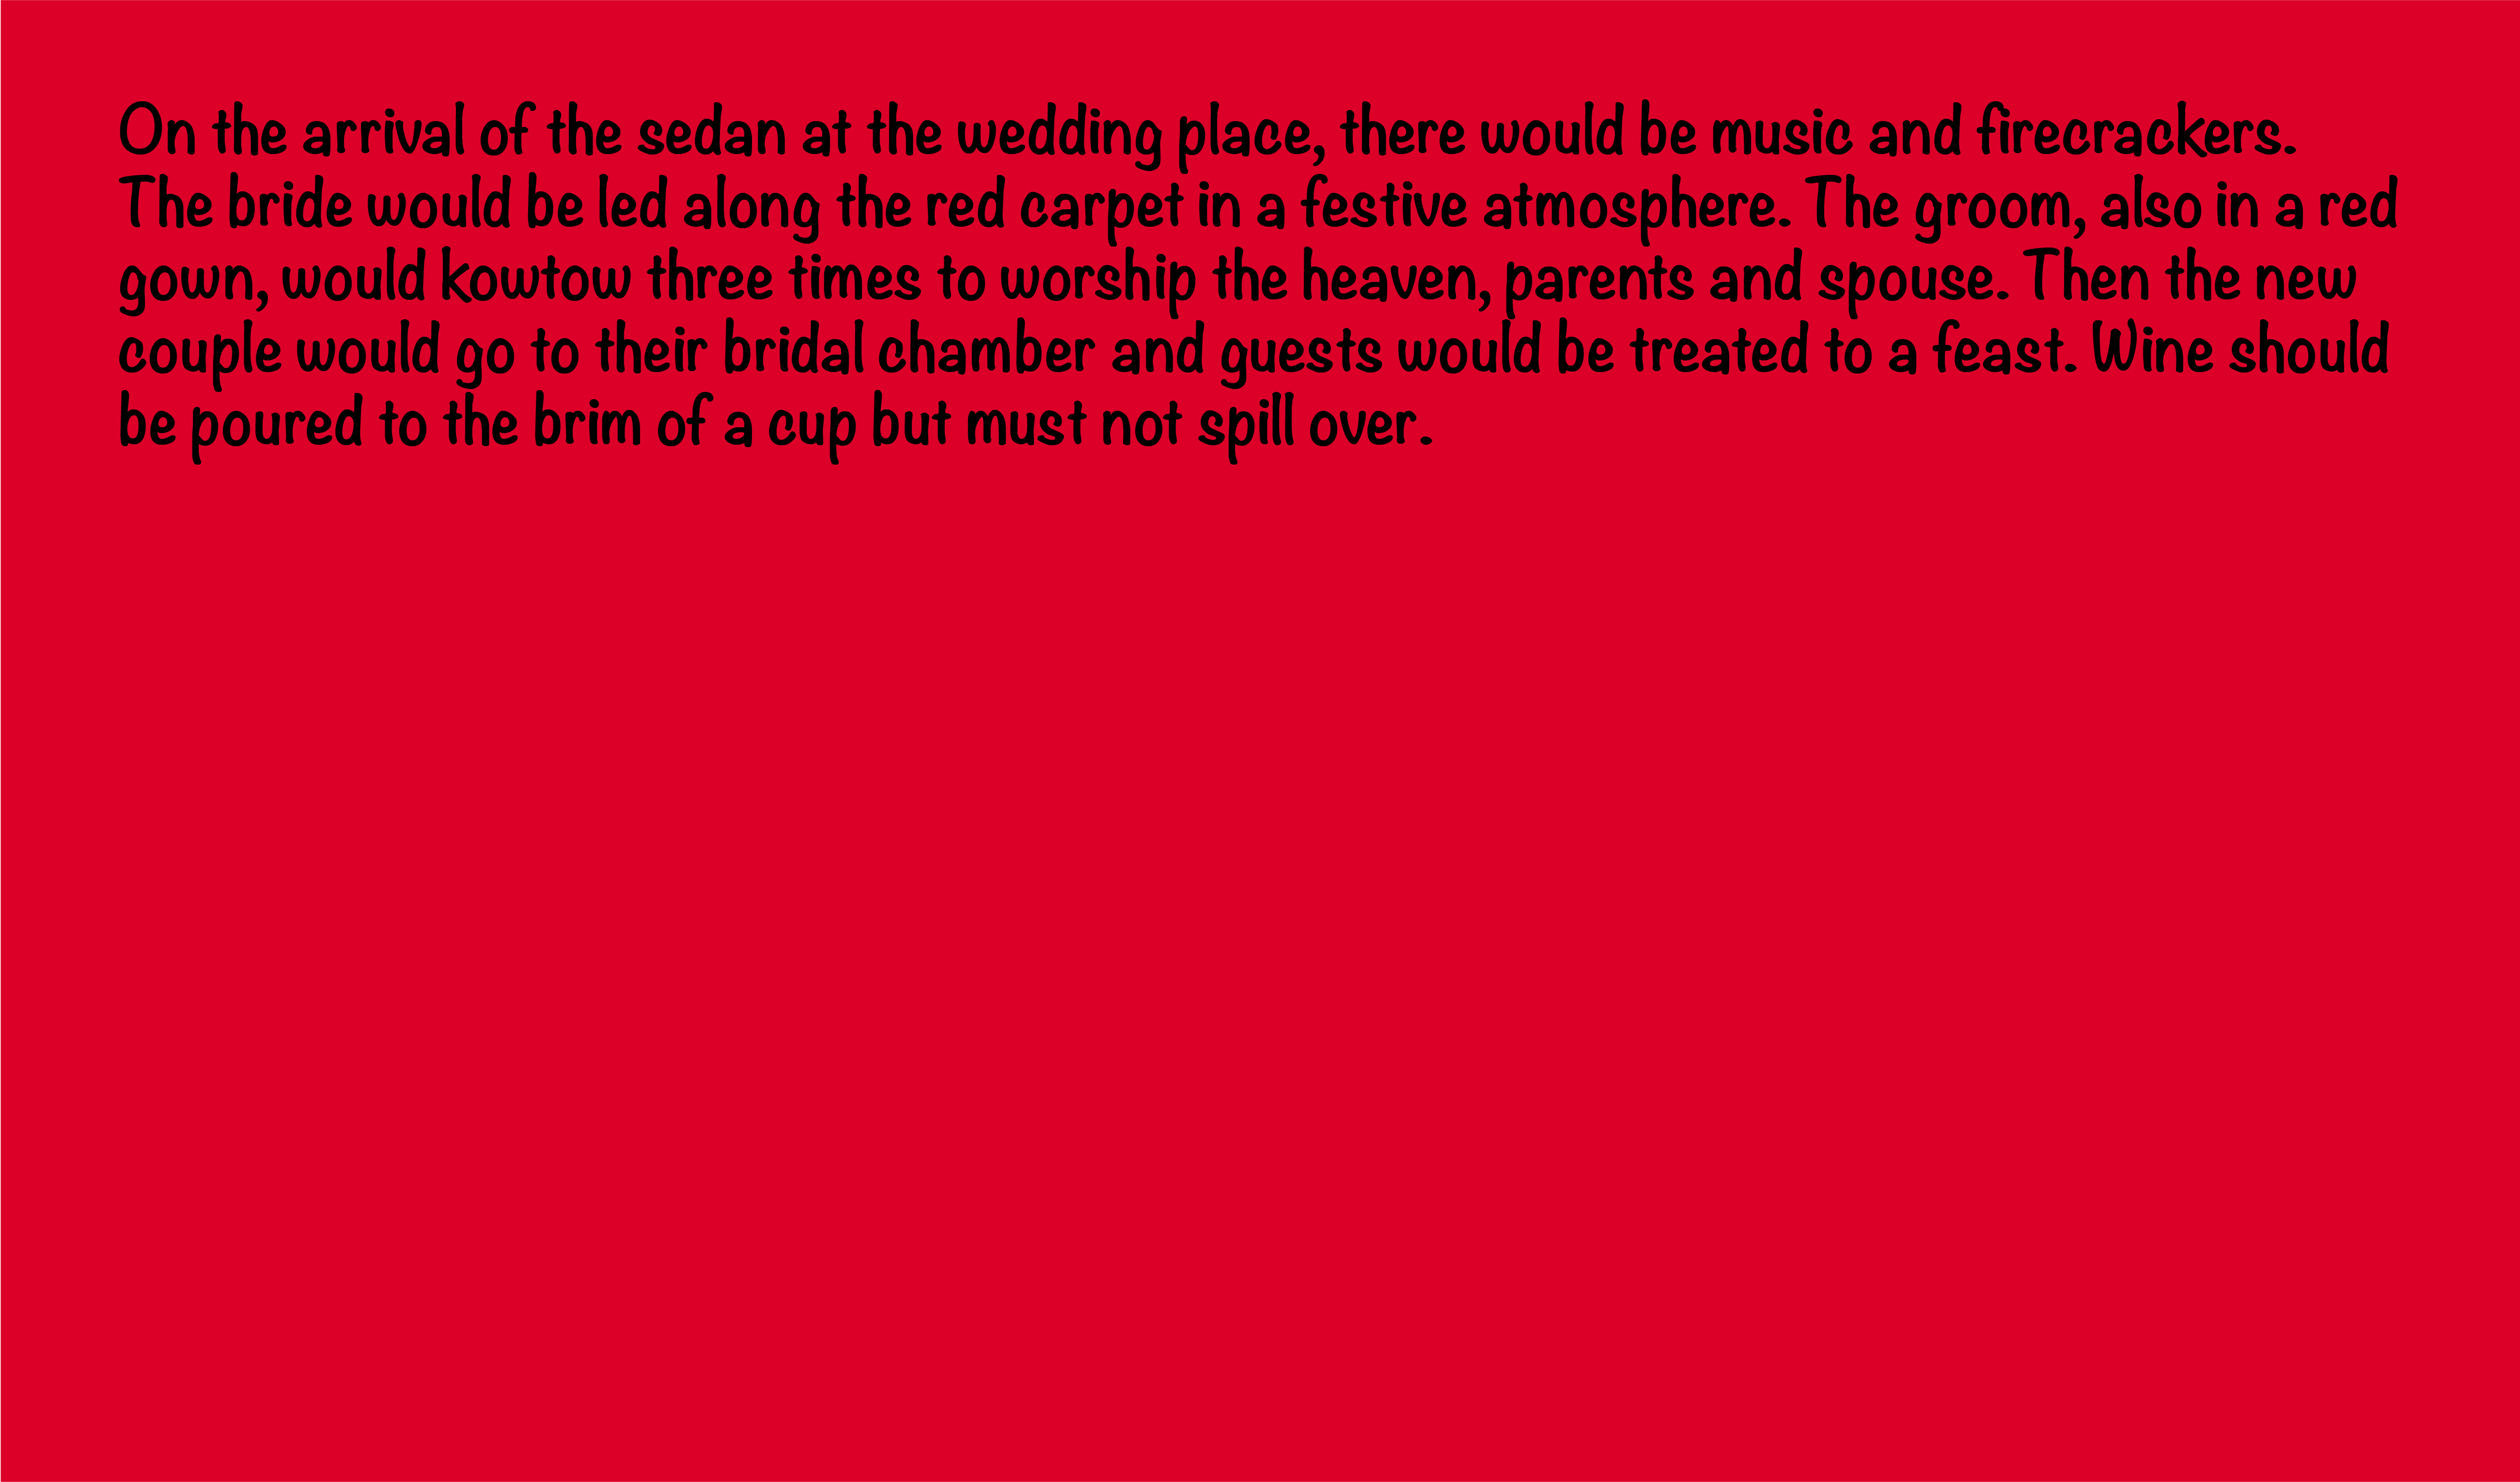 On the arrival of the sedan at the wedding place, there would be music and firecrackers.
The bride would be led along the red carpet in a festive atmosphere. The groom, also in a red
gown, would kowtow three times to worship the heaven, parents and spouse. Then the new
couple would go to their bridal chamber and guests would be treated to a feast. Wine should
be poured to the brim of a cup but must not spill over.